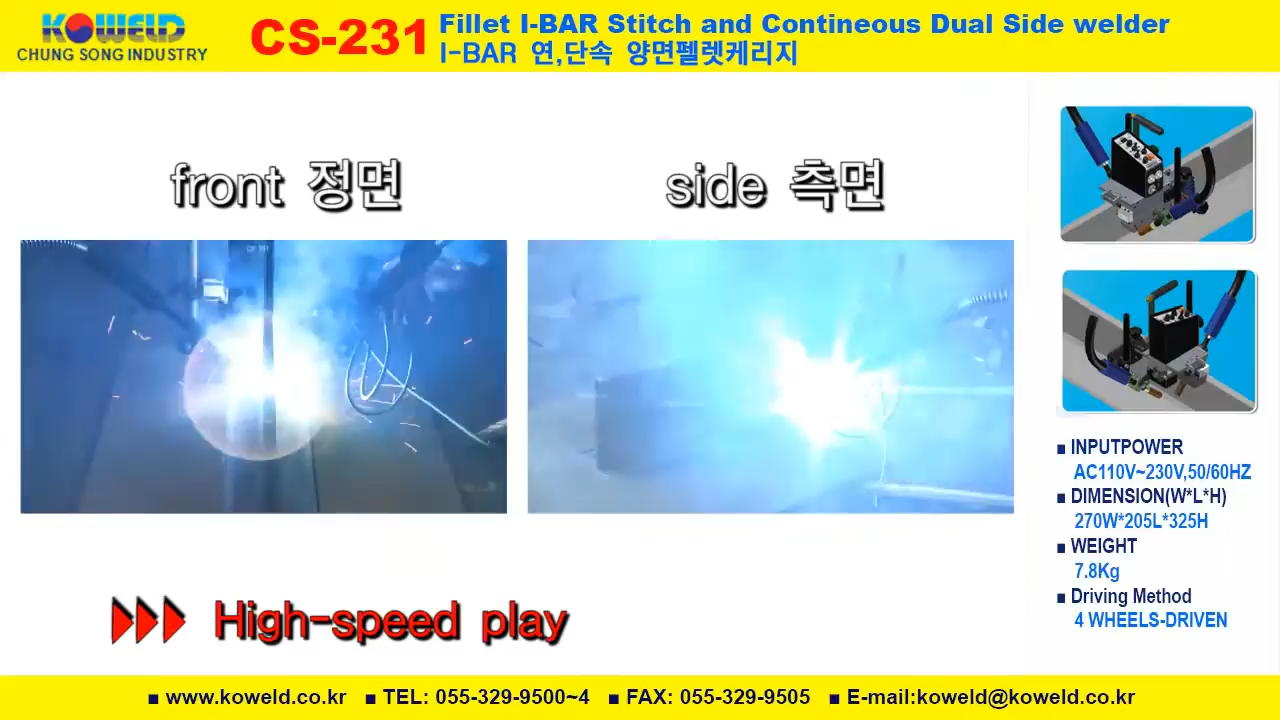 KOWELD
CHUNG SONG INDUSTRY
CS-231
Fillet I-BAR Stitch and Contineous Dual Side welder
I-BAR 연,단속 양면펠렛케리지
front 정면
side 측면
■ INPUTPOWER
AC110V~230V,50/60HZ
■ DIMENSION(W*L*H)
270W*205L*325H
■ WEIGHT
7.8Kg
■ Driving Method
4 WHEELS-DRIVEN
High-speed play
■ www.koweld.co.kr ■ TEL: 055-329-9500~4 ■ FAX: 055-329-9505 ■ E-mail:koweld@koweld.co.kr